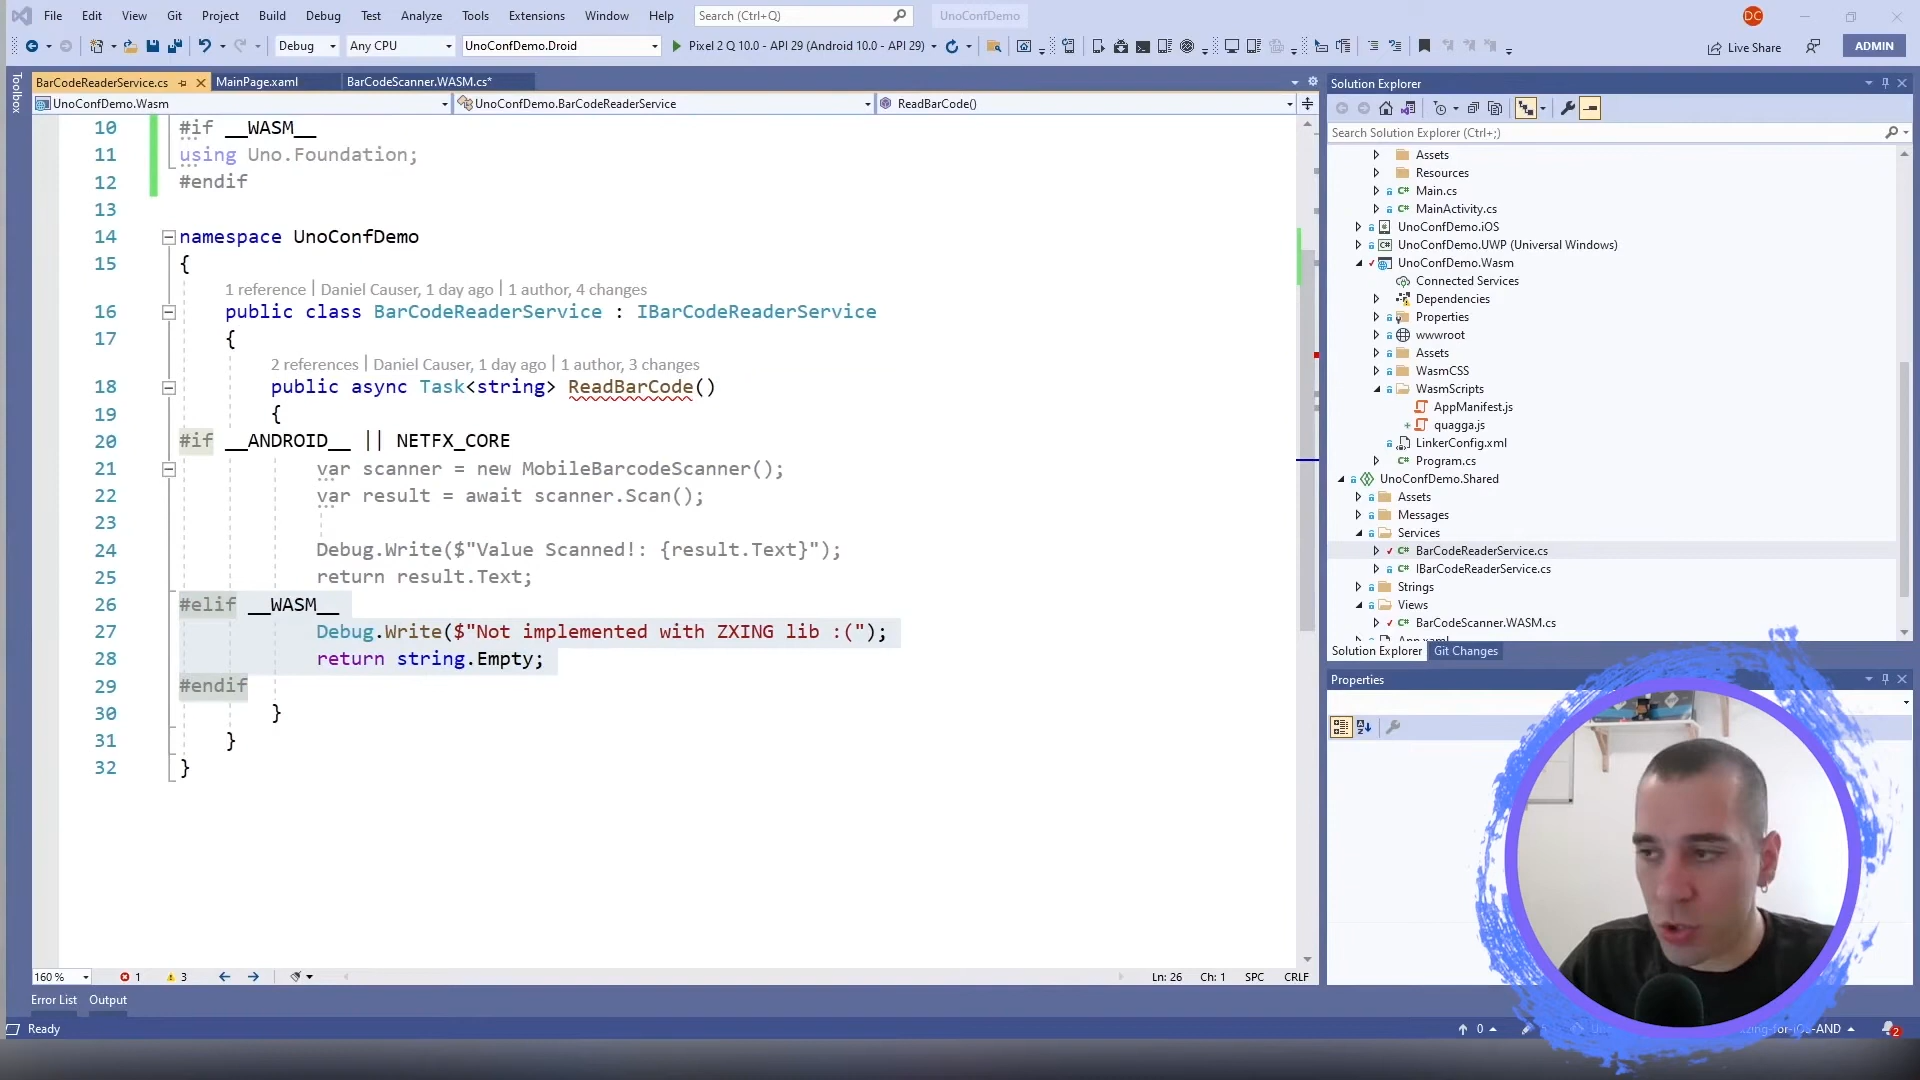 File Edit View Git Project Build Debug Test Analyze Tools Extensions Window Help Search (Ctrl+Q) UnoConfDemo DC
Debug Any CPU UnoConfDemo.Droid Pixel 2 Q 10.0 - API 29 (Android 10.0 - API 29) Live Share ADMIN
Toolbox
BarCodeReaderService.cs MainPage.xaml BarCodeScanner.WASM.cs*
UnoConfDemo.Wasm UnoConfDemo.BarCodeReaderService ReadBarCode()
10 #if __WASM__
11 using Uno.Foundation;
12 #endif
13
14 namespace UnoConfDemo
15 {
1 reference | Daniel Causer, 1 day ago | 1 author, 4 changes
16 public class BarCodeReaderService : IBarCodeReaderService
17 {
2 references | Daniel Causer, 1 day ago | 1 author, 3 changes
18 public async Task<string> ReadBarCode()
19 {
20 #if __ANDROID__ || NETFX_CORE
21 var scanner = new MobileBarcodeScanner();
22 var result = await scanner.Scan();
23
24 Debug.Write($"Value Scanned!: {result.Text}");
25 return result.Text;
26 #elif __WASM__
27 Debug.Write($"Not implemented with ZXING lib :(");
28 return string.Empty;
29 #endif
30 }
31 }
32 }
160 % 1 3 Ln: 26 Ch: 1 SPC CRLF
Error List Output
Ready
Solution Explorer
Search Solution Explorer (Ctrl+;)
Assets
Resources
C# Main.cs
C# MainActivity.cs
UnoConfDemo.iOS
C# UnoConfDemo.UWP (Universal Windows)
UnoConfDemo.Wasm
Connected Services
Dependencies
Properties
wwwroot
Assets
WasmCSS
WasmScripts
AppManifest.js
quagga.js
LinkerConfig.xml
C# Program.cs
UnoConfDemo.Shared
Assets
Messages
Services
C# BarCodeReaderService.cs
C# IBarCodeReaderService.cs
Strings
Views
C# BarCodeScanner.WASM.cs
App.xaml
Solution Explorer Git Changes
Properties
0 zing-for-iOS-AND 2